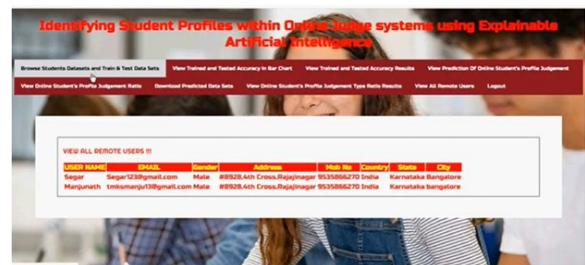 Identifying Student Profiles within Online Judge systems using Explainable
Artificial Intelligence
Browse Students Datasets and Train & Test Data Sets View Trained and Tested Accuracy in Bar Chart View Trained and Tested Accuracy Results View Prediction Of Online Student's Profile Judgement
View Online Student's Profile Judgement Ratio Download Predicted Data Sets View Online Student's Profile Judgement Type Ratio Results View All Remote Users Logout
VIEW ALL REMOTE USERS !!!
USER NAME EMAIL Gender Address Mob No Country State City
Segar Segar123@gmail.com Male #8928,4th Cross,Rajajinagar 9535866270 India Karnataka Bangalore
Manjunath tmksmanju13@gmail.com Male #8928,4th Cross,Rajajinagar 9535866270 India Karnataka bangalore